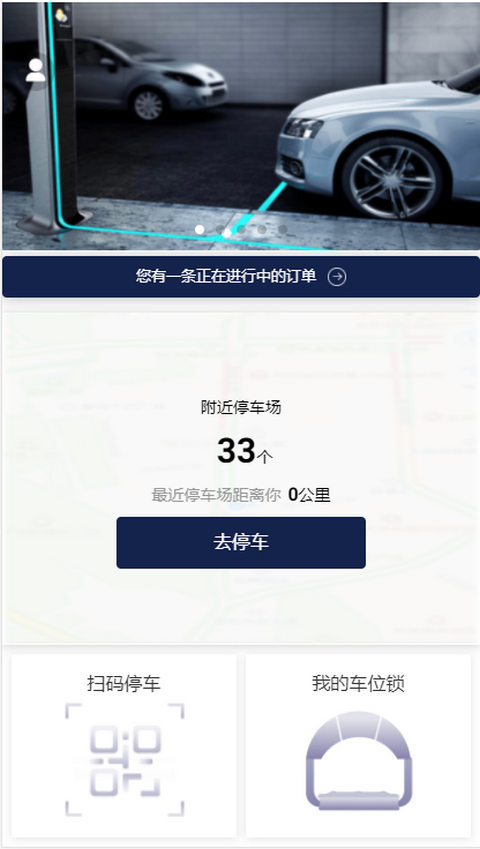 您有一条正在进行中的订单
附近停车场
33个
最近停车场距离你 0公里
去停车
扫码停车
我的车位锁